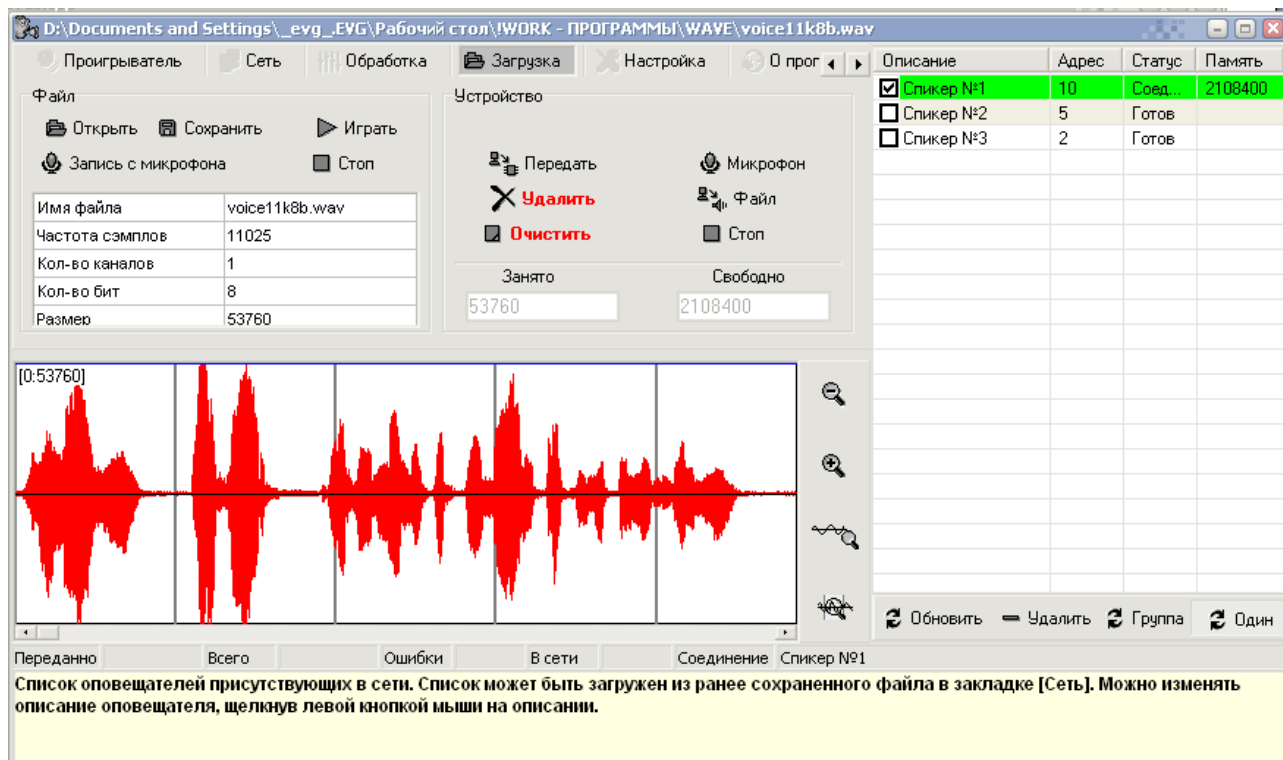 D:\Documents and Settings\_evg_.EVG\Рабочий стол\!WORK - ПРОГРАММЫ\WAVE\voice11k8b.wav
Проигрыватель Сеть Обработка Загрузка Настройка О прог
Файл
Открыть Сохранить Играть
Запись с микрофона Стоп
Имя файла voice11k8b.wav
Частота сэмплов 11025
Кол-во каналов 1
Кол-во бит 8
Размер 53760
Устройство
Передать Микрофон
Удалить Файл
Очистить Стоп
Занято Свободно
53760 2108400
Описание Адрес Статус Память
Спикер №1 10 Соед... 2108400
Спикер №2 5 Готов
Спикер №3 2 Готов
[0:53760]
Обновить Удалить Группа Один
Переданно Всего Ошибки В сети Соединение Спикер №1
Список оповещателей присутствующих в сети. Список может быть загружен из ранее сохраненного файла в закладке [Сеть]. Можно изменять
описание оповещателя, щелкнув левой кнопкой мыши на описании.